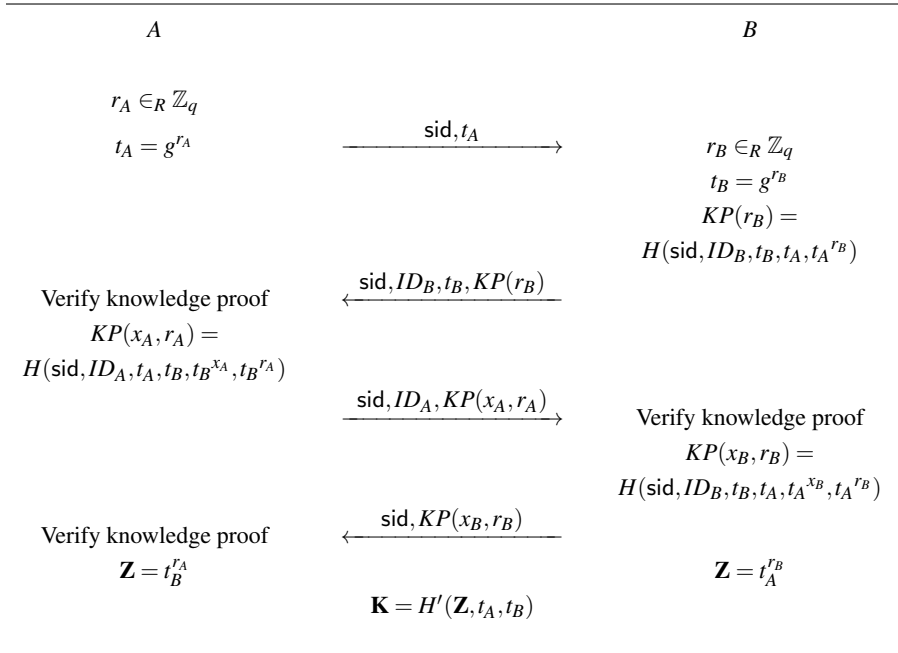 A B
r_A ∈_R ℤ_q
t_A = g^{r_A} sid, t_A r_B ∈_R ℤ_q
t_B = g^{r_B}
KP(r_B) =
H(sid, ID_B, t_B, t_A, t_A^{r_B})
Verify knowledge proof sid, ID_B, t_B, KP(r_B)
KP(x_A, r_A) =
H(sid, ID_A, t_A, t_B, t_B^{x_A}, t_B^{r_A})
sid, ID_A, KP(x_A, r_A) Verify knowledge proof
KP(x_B, r_B) =
H(sid, ID_B, t_B, t_A, t_A^{x_B}, t_A^{r_B})
Verify knowledge proof sid, KP(x_B, r_B)
Z = t_B^{r_A} Z = t_A^{r_B}
K = H′(Z, t_A, t_B)